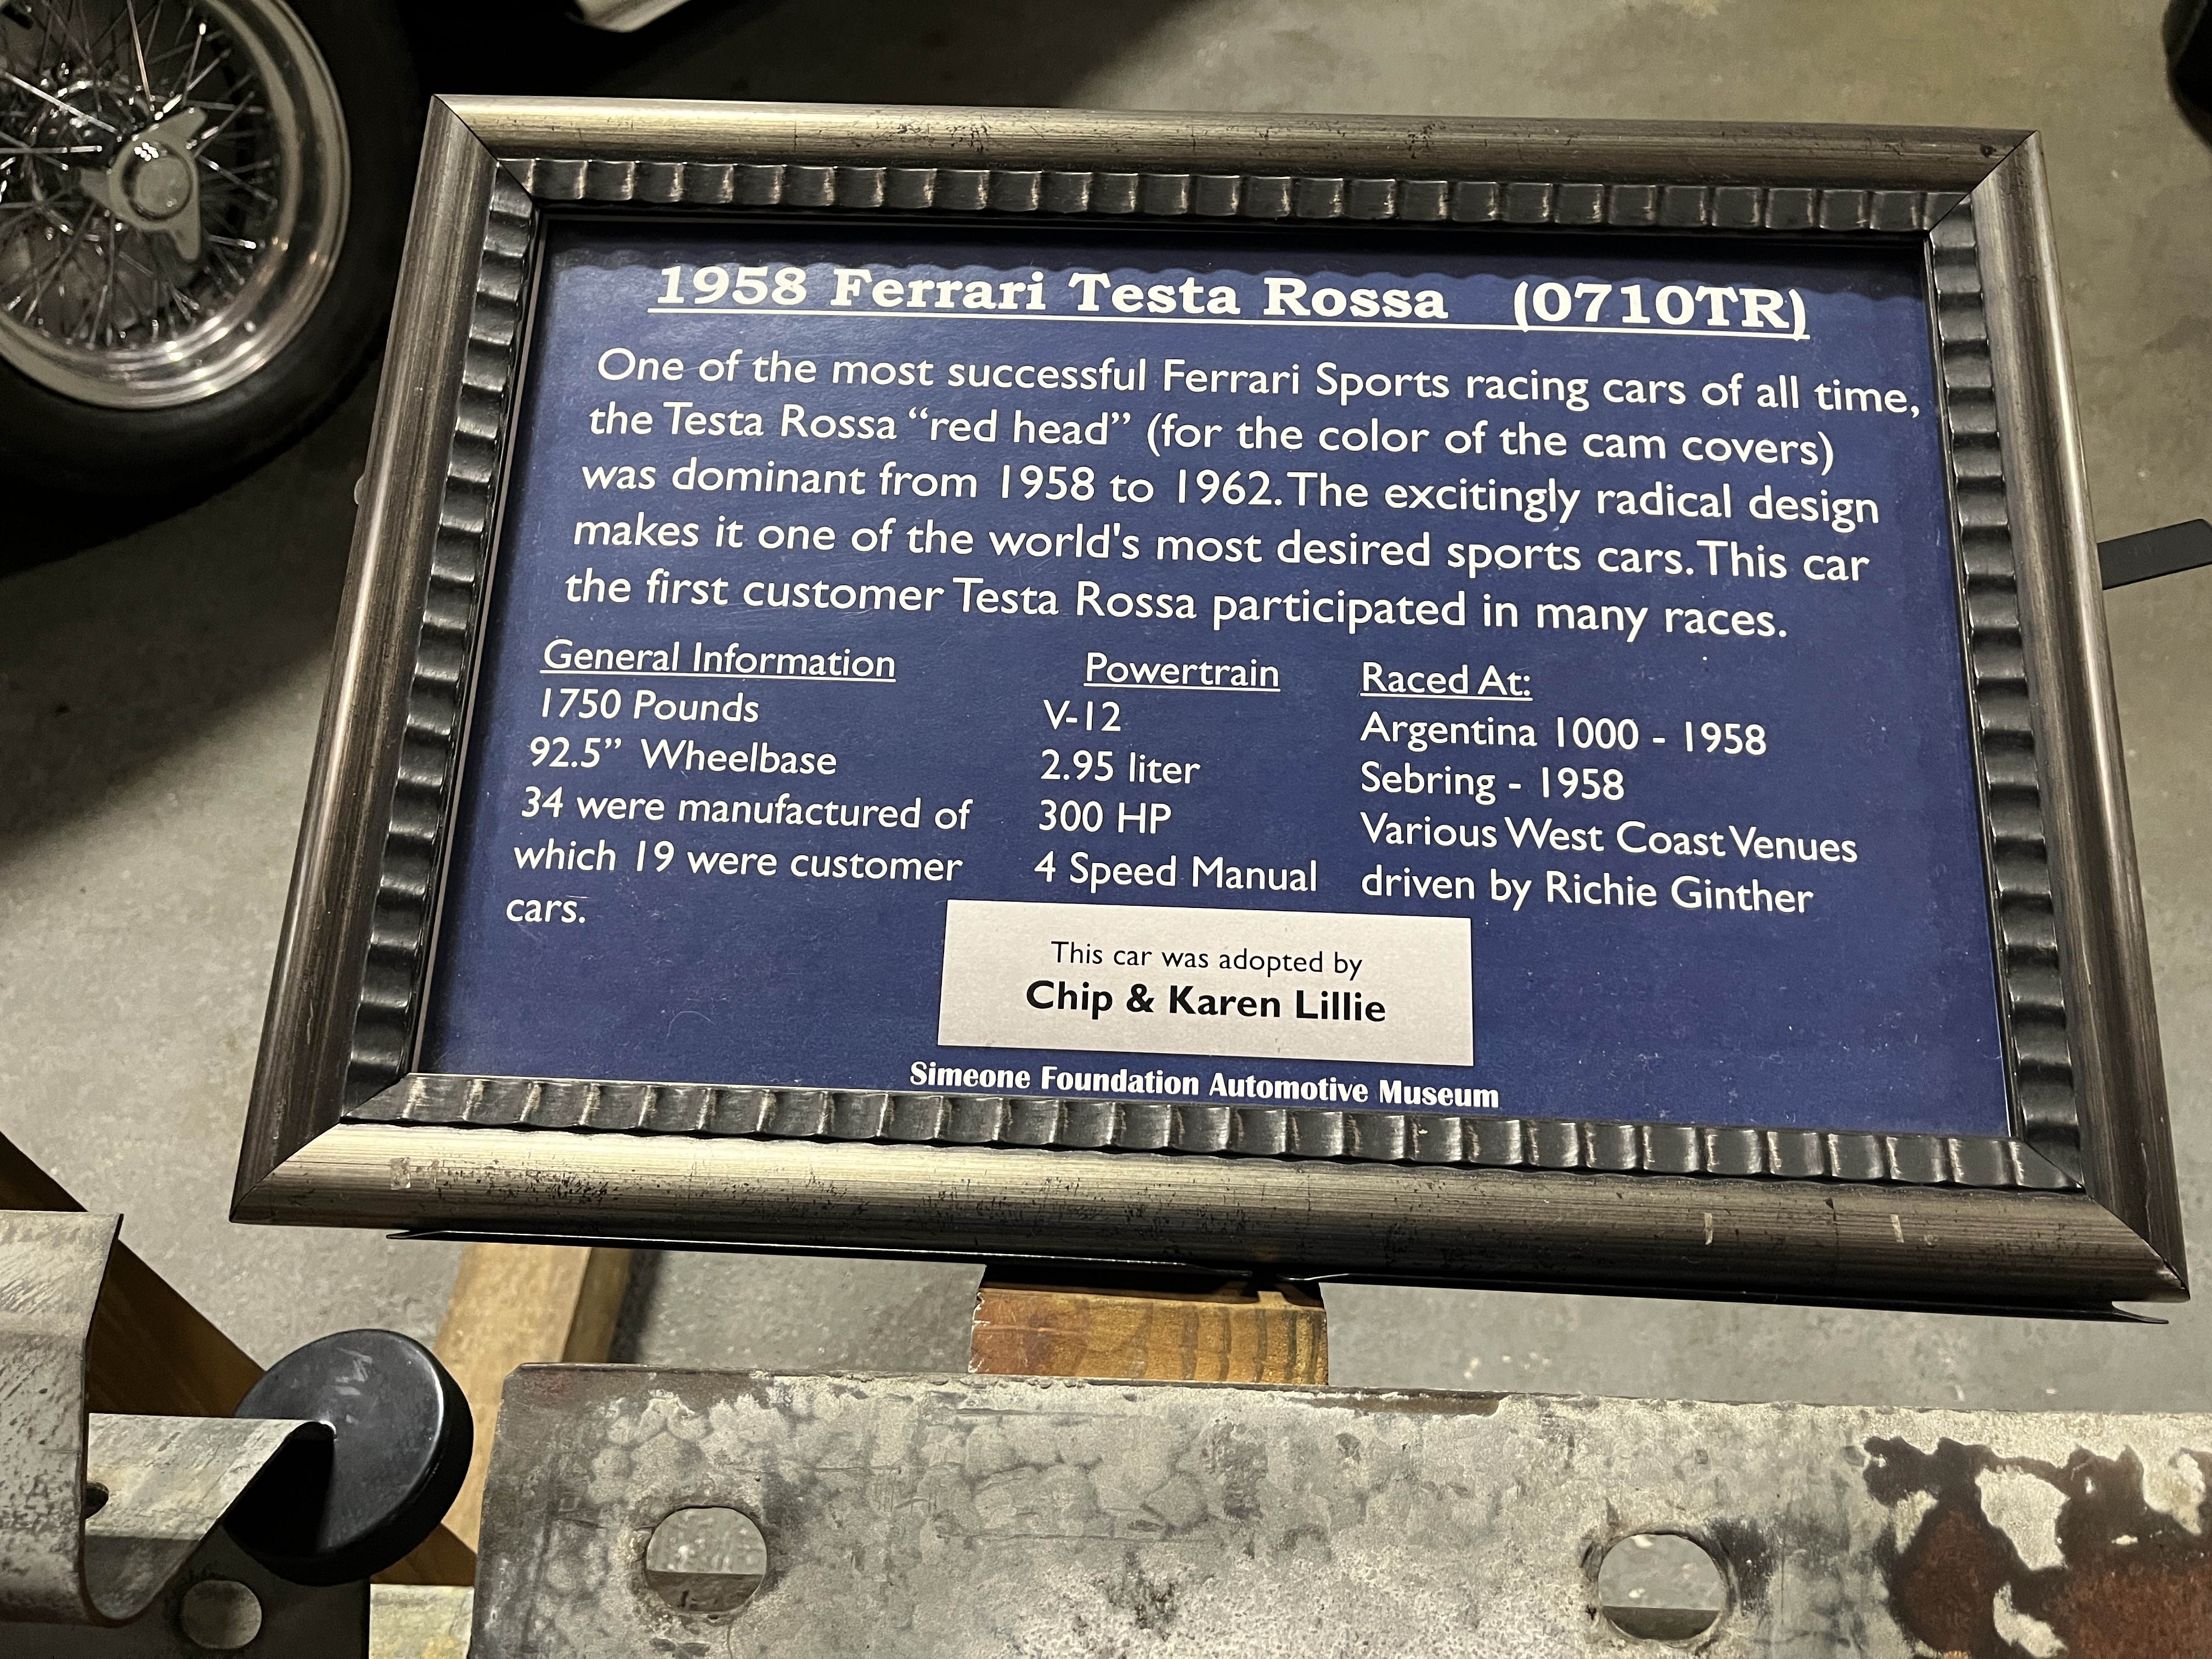 1958 Ferrari Testa Rossa (0710TR)
One of the most successful Ferrari Sports racing cars of all time,
the Testa Rossa “red head” (for the color of the cam covers)
was dominant from 1958 to 1962. The excitingly radical design
makes it one of the world's most desired sports cars. This car
the first customer Testa Rossa participated in many races.
General Information
1750 Pounds
92.5” Wheelbase
34 were manufactured of
which 19 were customer
cars.
Powertrain
V-12
2.95 liter
300 HP
4 Speed Manual
Raced At:
Argentina 1000 - 1958
Sebring - 1958
Various West Coast Venues
driven by Richie Ginther
This car was adopted by
Chip & Karen Lillie
Simeone Foundation Automotive Museum